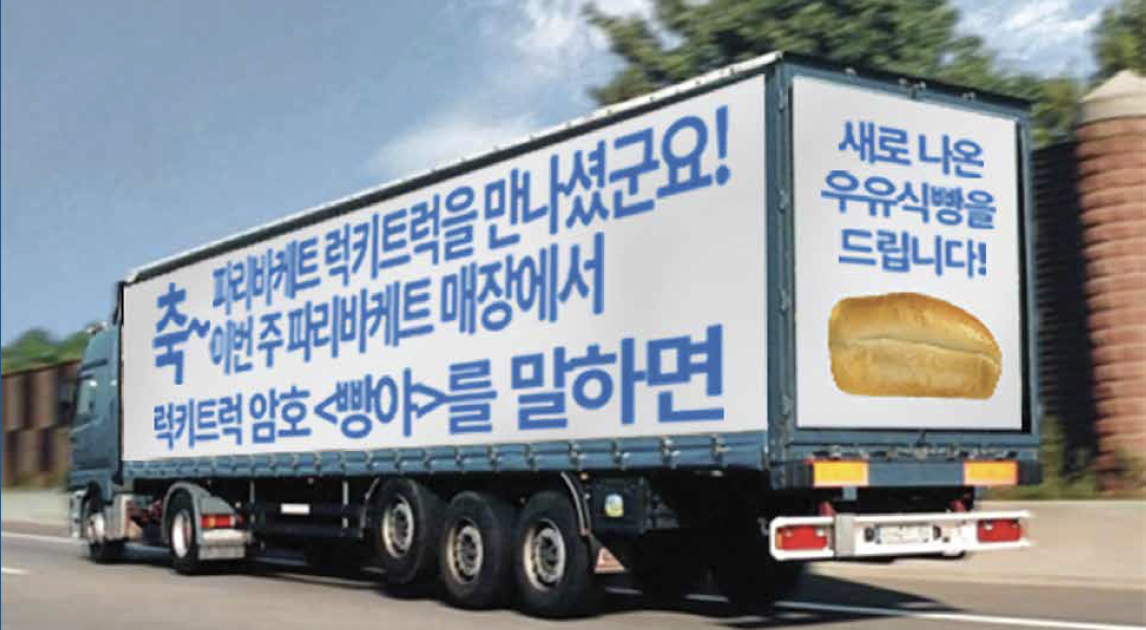 축~ 파리바게트 럭키트럭을 만나셨군요!
이번 주 파리바게트 매장에서
럭키트럭 암호 <빵야>를 말하면
새로 나온
우유식빵을
드립니다!